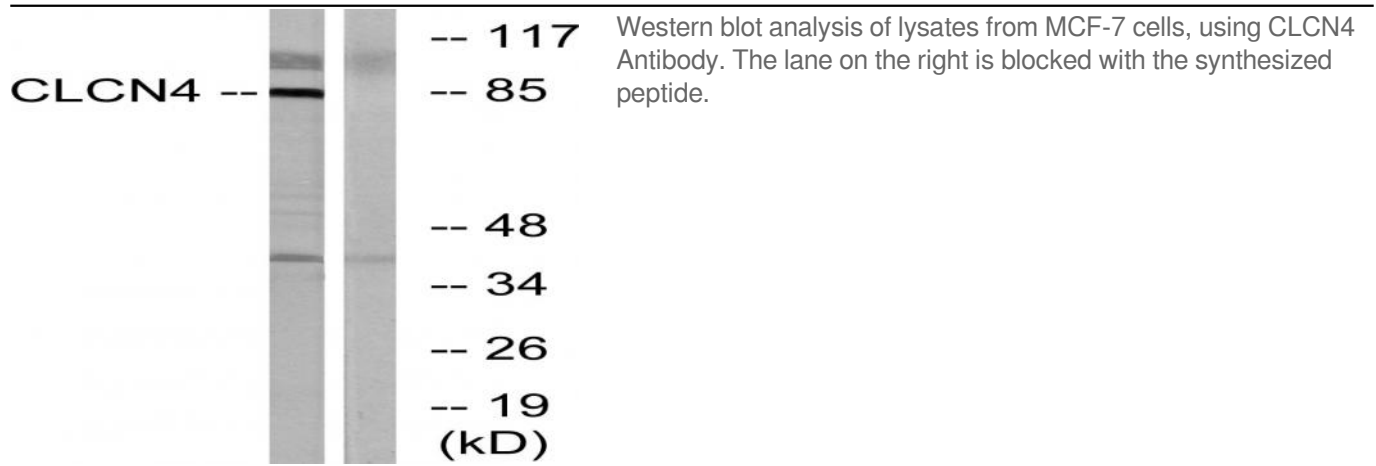 -- 117
CLCN4 -- -- 85
-- 48
-- 34
-- 26
-- 19
(kD)
Western blot analysis of lysates from MCF-7 cells, using CLCN4
Antibody. The lane on the right is blocked with the synthesized
peptide.